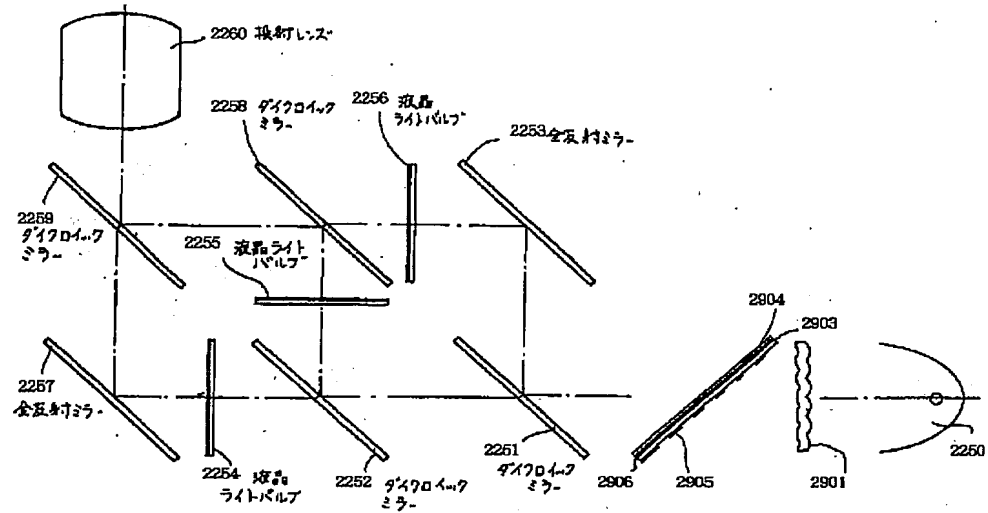 2260 投射レンズ
2258 ダイクロイック
ミラー
2256 液晶
ライトバルブ
2253 全反射ミラー
2259
ダイクロイック
ミラー
2255 液晶ライト
バルブ
2904
2903
2257
全反射ミラー
2254 液晶
ライトバルブ
2252 ダイクロイック
ミラー
2251
ダイクロイック
ミラー
2906
2905
2901
2250